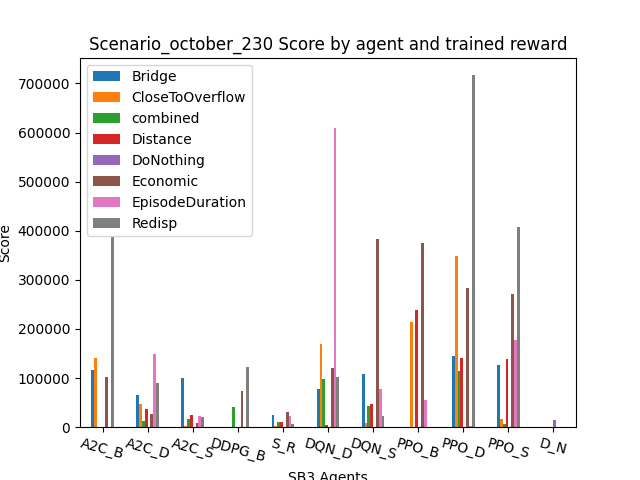 Scenario_october_230 Score by agent and trained reward
700000
600000
500000
400000
300000
200000
100000
0
Score
Bridge
CloseToOverflow
combined
Distance
DoNothing
Economic
EpisodeDuration
Redisp
A2C_B
A2C_D
A2C_S
DDPG_B
S_R
DQN_D
DQN_S
PPO_B
PPO_D
PPO_S
D_N
SB3 Agents